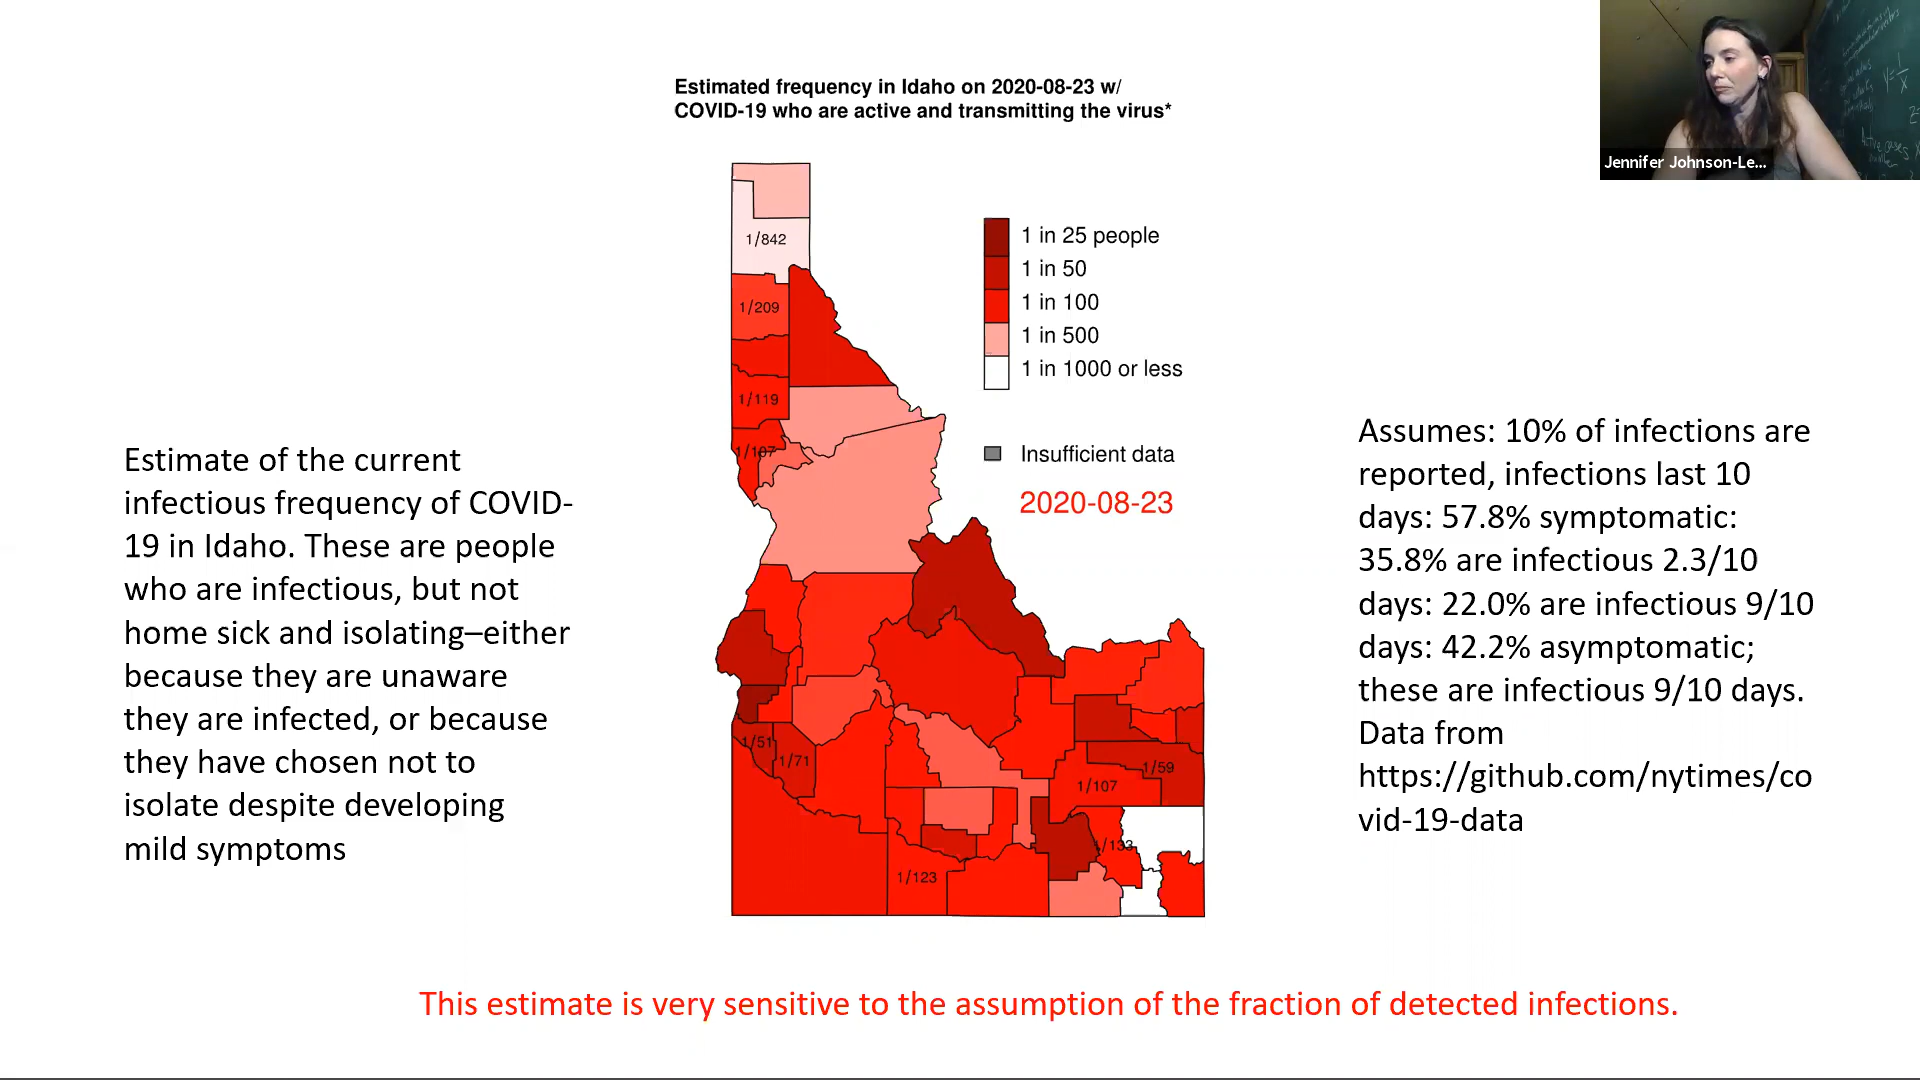 Estimated frequency in Idaho on 2020-08-23 w/
COVID-19 who are active and transmitting the virus*
Jennifer Johnson-Le...
1/842
1/209
1/119
1/107
1/51
1/71
1/59
1/107
1/133
1/123
1 in 25 people
1 in 50
1 in 100
1 in 500
1 in 1000 or less
Insufficient data
2020-08-23
Estimate of the current
infectious frequency of COVID-
19 in Idaho. These are people
who are infectious, but not
home sick and isolating–either
because they are unaware
they are infected, or because
they have chosen not to
isolate despite developing
mild symptoms
Assumes: 10% of infections are
reported, infections last 10
days: 57.8% symptomatic:
35.8% are infectious 2.3/10
days: 22.0% are infectious 9/10
days: 42.2% asymptomatic;
these are infectious 9/10 days.
Data from
https://github.com/nytimes/co
vid-19-data
This estimate is very sensitive to the assumption of the fraction of detected infections.